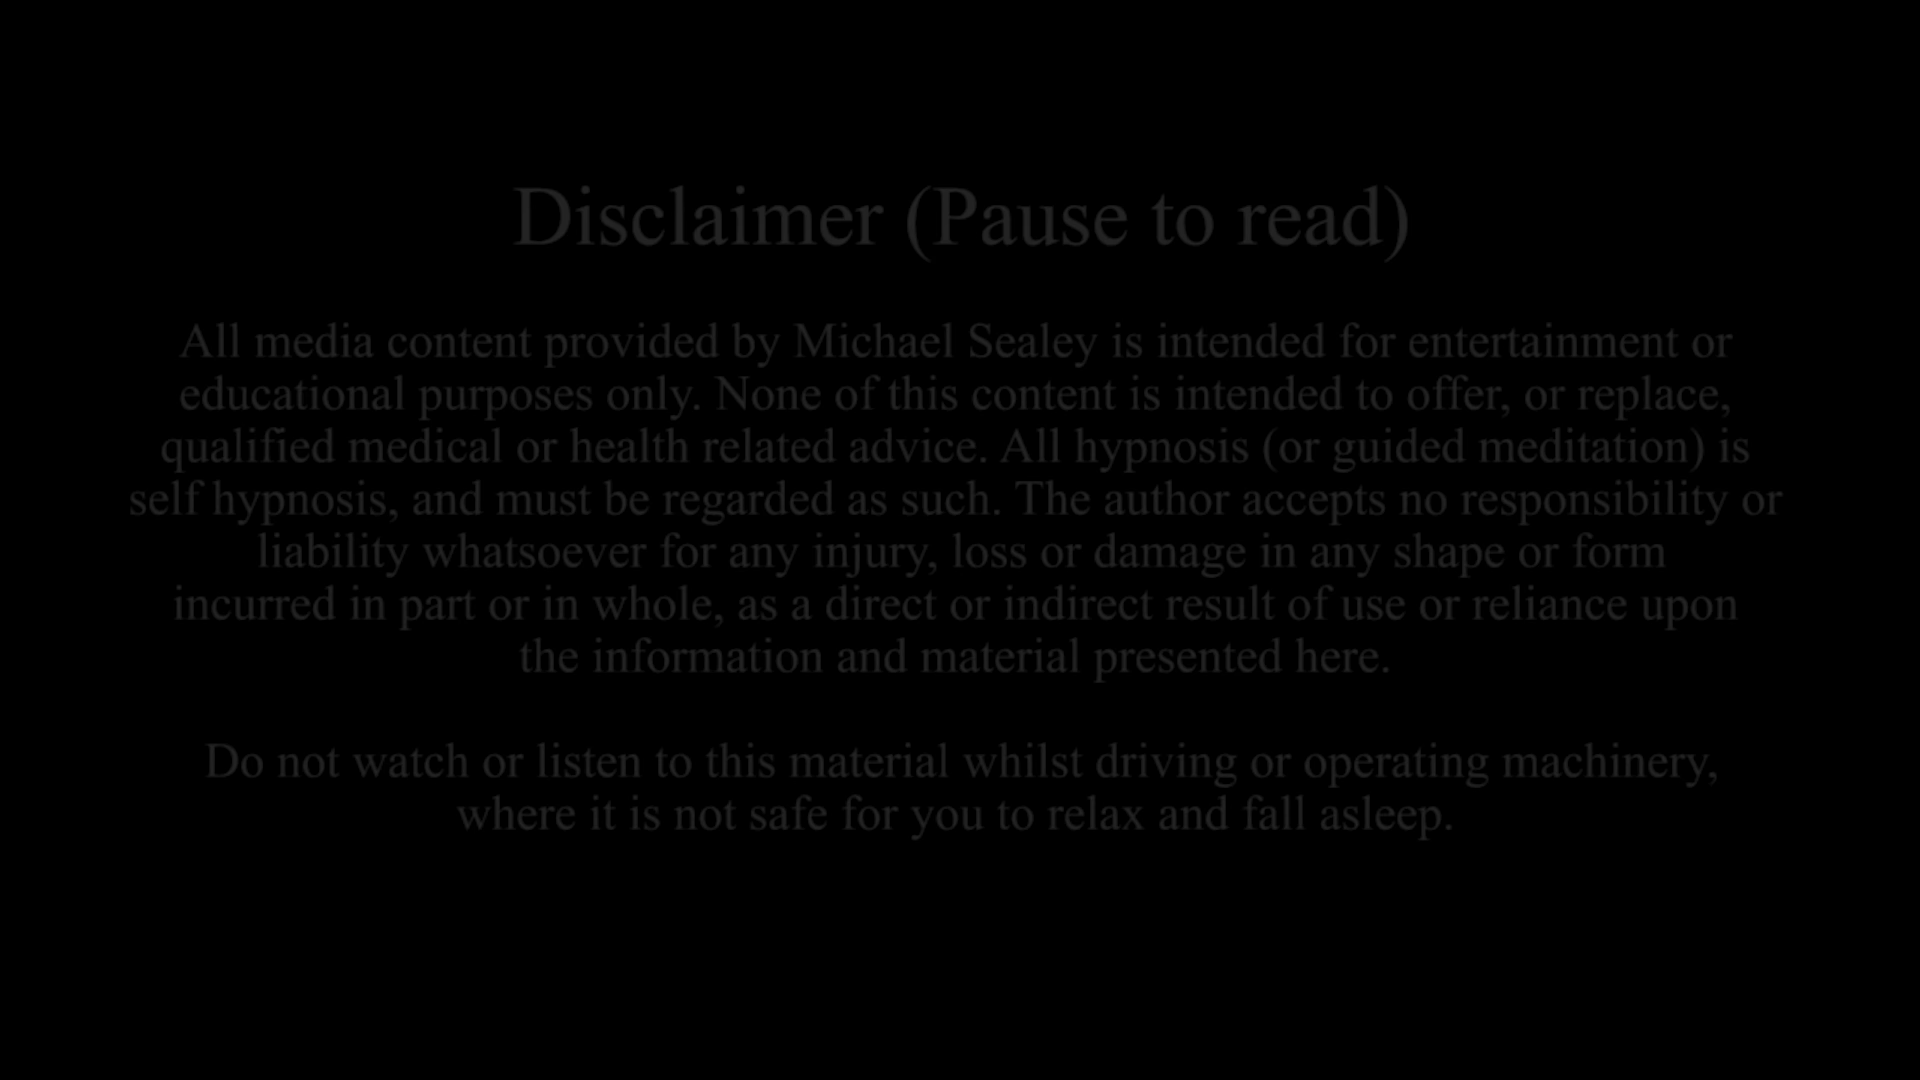 Disclaimer (Pause to read)
All media content provided by Michael Sealey is intended for entertainment or
educational purposes only. None of this content is intended to offer, or replace,
qualified medical or health related advice. All hypnosis (or guided meditation) is
self hypnosis, and must be regarded as such. The author accepts no responsibility or
liability whatsoever for any injury, loss or damage in any shape or form
incurred in part or in whole, as a direct or indirect result of use or reliance upon
the information and material presented here.
Do not watch or listen to this material whilst driving or operating machinery,
where it is not safe for you to relax and fall asleep.